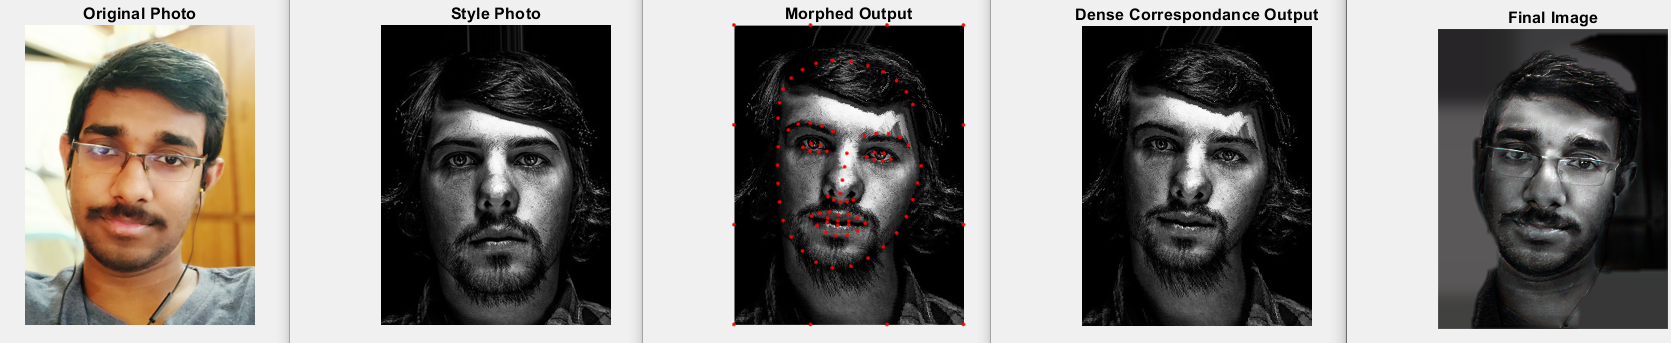 Original Photo
Style Photo
Morphed Output
Dense Correspondance Output
Final Image